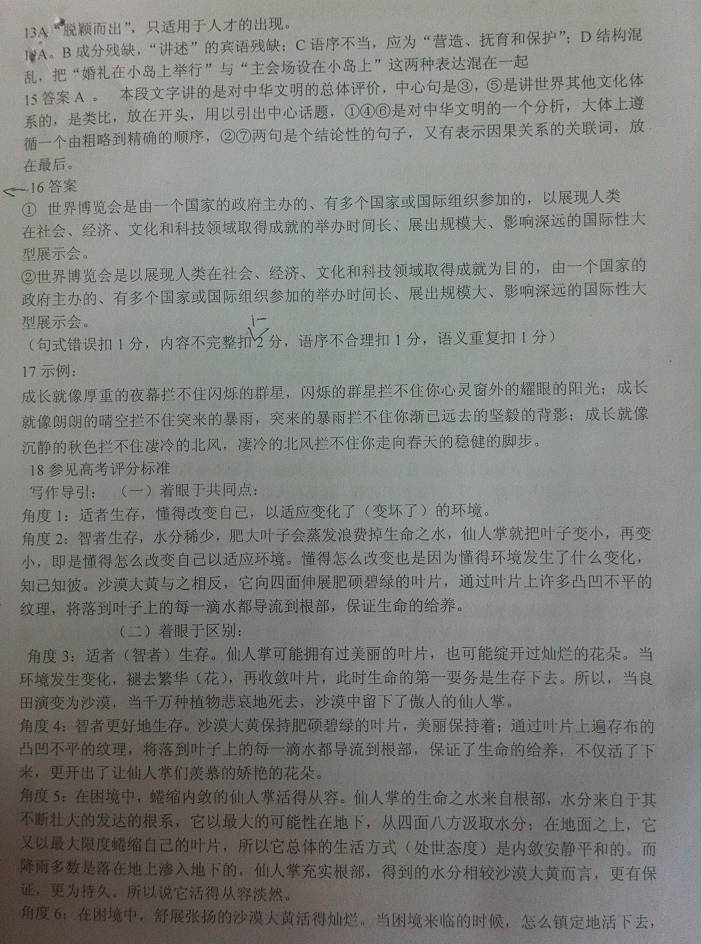 13A “脱颖而出”，只适用于人才的出现。
14A。B 成分残缺，“讲述”的宾语残缺；C 语序不当，应为“营造、抚育和保护”；D 结构混
乱，把“婚礼在小岛上举行”与“主会场设在小岛上”这两种表达混在一起
15 答案 A 。 本段文字讲的是对中华文明的总体评价，中心句是③，⑤是讲世界其他文化体
系的，是类比，放在开头，用以引出中心话题，①④⑥是对中华文明的一个分析，大体上遵
循一个由粗略到精确的顺序，②⑦两句是个结论性的句子，又有表示因果关系的关联词，放
在最后。
16 答案
① 世界博览会是由一个国家的政府主办的、有多个国家或国际组织参加的，以展现人类
在社会、经济、文化和科技领域取得成就的举办时间长、展出规模大、影响深远的国际性大
型展示会。
②世界博览会是以展现人类在社会、经济、文化和科技领域取得成就为目的，由一个国家的
政府主办的、有多个国家或国际组织参加的举办时间长、展出规模大、影响深远的国际性大
型展示会。
（句式错误扣 1 分，内容不完整扣 2 分，语序不合理扣 1 分，语义重复扣 1 分）
17 示例：
成长就像厚重的夜幕拦不住闪烁的群星，闪烁的群星拦不住你心灵窗外的耀眼的阳光；成长
就像朗朗的晴空拦不住突来的暴雨，突来的暴雨拦不住你渐已远去的坚毅的背影；成长就像
沉静的秋色拦不住凄冷的北风，凄冷的北风拦不住你走向春天的稳健的脚步。
18 参见高考评分标准
写作导引：（一）着眼于共同点：
角度 1：适者生存，懂得改变自己，以适应变化了（变坏了）的环境。
角度 2：智者生存，水分稀少，肥大叶子会蒸发浪费掉生命之水，仙人掌就把叶子变小，再变
小，即是懂得怎么改变自己以适应环境。懂得怎么改变也是因为懂得环境发生了什么变化，
知己知彼。沙漠大黄与之相反，它向四面伸展肥硕碧绿的叶片，通过叶片上许多凸凹不平的
纹理，将落到叶子上的每一滴水都导流到根部，保证生命的给养。
（二）着眼于区别：
角度 3：适者（智者）生存。仙人掌可能拥有过美丽的叶片，也可能绽开过灿烂的花朵。当
环境发生变化，褪去繁华（花），再收敛叶片，此时生命的第一要务是生存下去。所以，当良
田演变为沙漠，当千万种植物悲哀地死去，沙漠中留下了傲人的仙人掌。
角度 4：智者更好地生存。沙漠大黄保持肥硕碧绿的叶片，美丽保持着；通过叶片上遍存布的
凸凹不平的纹理，将落到叶子上的每一滴水都导流到根部，保证了生命的给养，不仅活了下
来，更开出了让仙人掌们羡慕的娇艳的花朵。
角度 5：在困境中，蜷缩内敛的仙人掌活得从容。仙人掌的生命之水来自根部，水分来自于其
不断壮大的发达的根系，它以最大的可能性在地下，从四面八方汲取水分；在地面之上，它
又以最大限度蜷缩自己的叶片，所以它总体的生活方式（处世态度）是内敛安静平和的。而
降雨多数是落在地上渗入地下的，仙人掌充实根部，得到的水分相较沙漠大黄而言，更有保
证，更为持久。所以说它活得从容淡然。
角度 6：在困境中，舒展张扬的沙漠大黄活得灿烂。当困境来临的时候，怎么镇定地活下去，